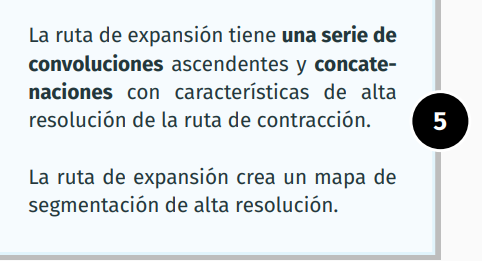 La ruta de expansión tiene una serie de
convoluciones ascendentes y concate-
naciones con características de alta
resolución de la ruta de contracción.
5
La ruta de expansión crea un mapa de
segmentación de alta resolución.